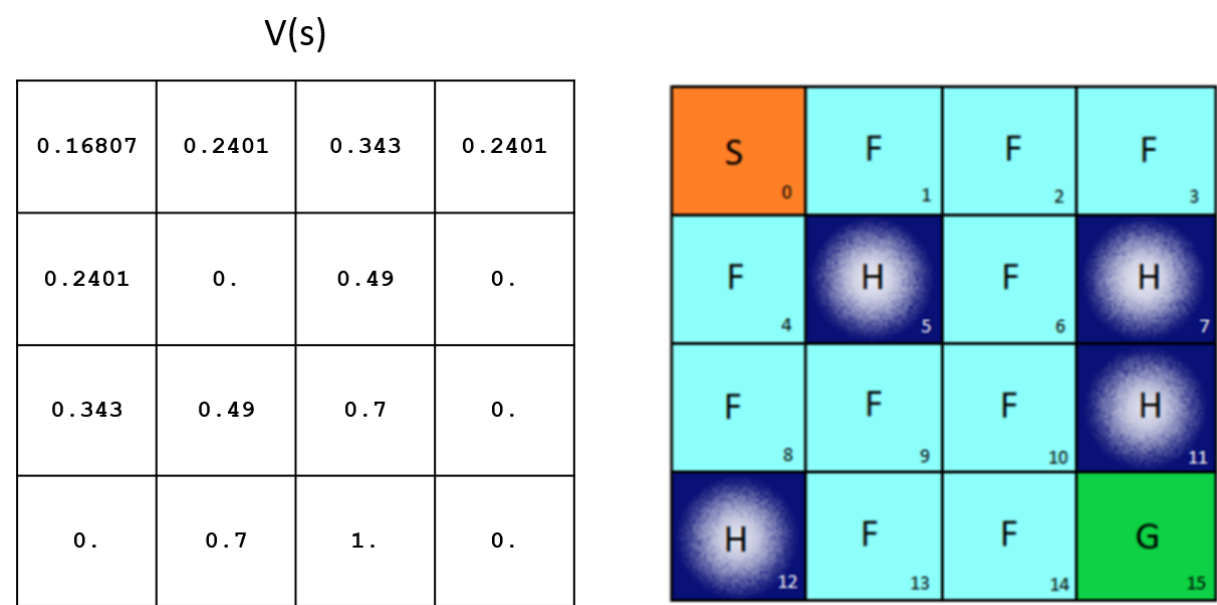 V(s)
0.16807 0.2401 0.343 0.2401
0.2401 0. 0.49 0.
0.343 0.49 0.7 0.
0. 0.7 1. 0.
S F F F
0 1 2 3
F H F H
4 5 6 7
F F F H
8 9 10 11
H F F G
12 13 14 15